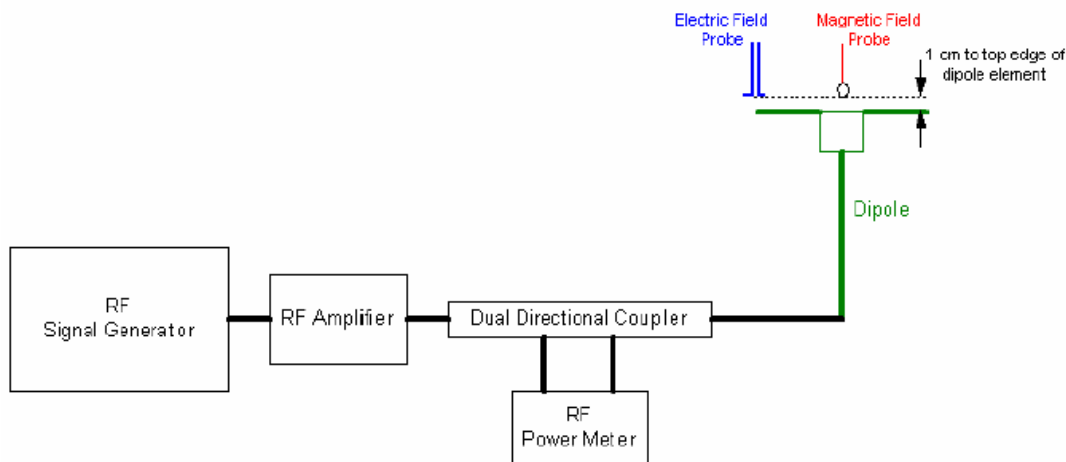 Electric Field
Probe
Magnetic Field
Probe
1 cm to top edge of
dipole element
Dipole
RF
Signal Generator
RF Amplifier
Dual Directional Coupler
RF
Power Meter